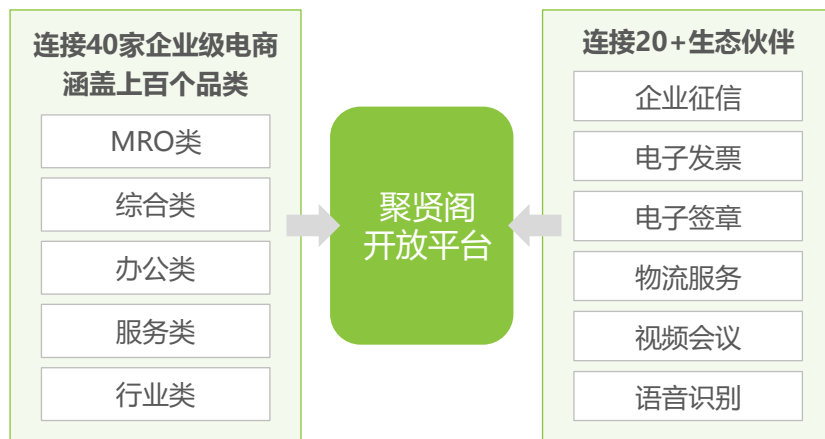 连接40家企业级电商
涵盖上百个品类
MRO类
综合类
办公类
服务类
行业类
聚贤阁
开放平台
连接20+生态伙伴
企业征信
电子发票
电子签章
物流服务
视频会议
语音识别